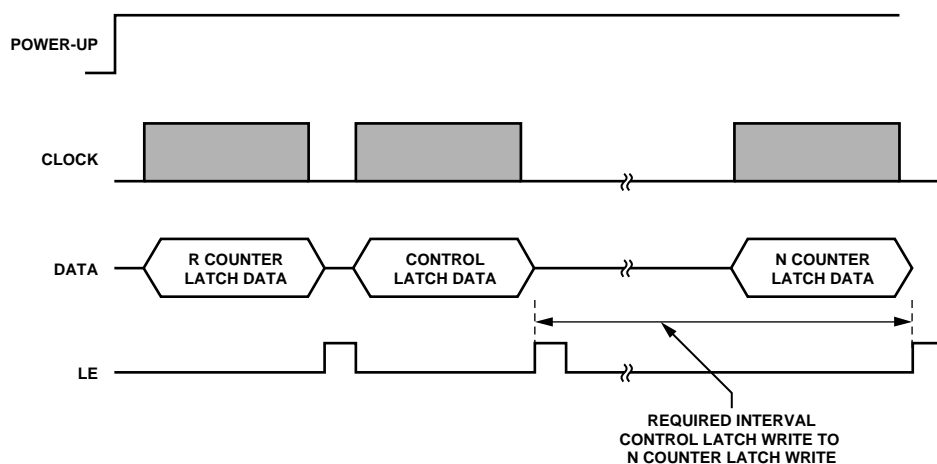 POWER-UP
CLOCK
DATA
R COUNTER
LATCH DATA
CONTROL
LATCH DATA
N COUNTER
LATCH DATA
LE
REQUIRED INTERVAL
CONTROL LATCH WRITE TO
N COUNTER LATCH WRITE